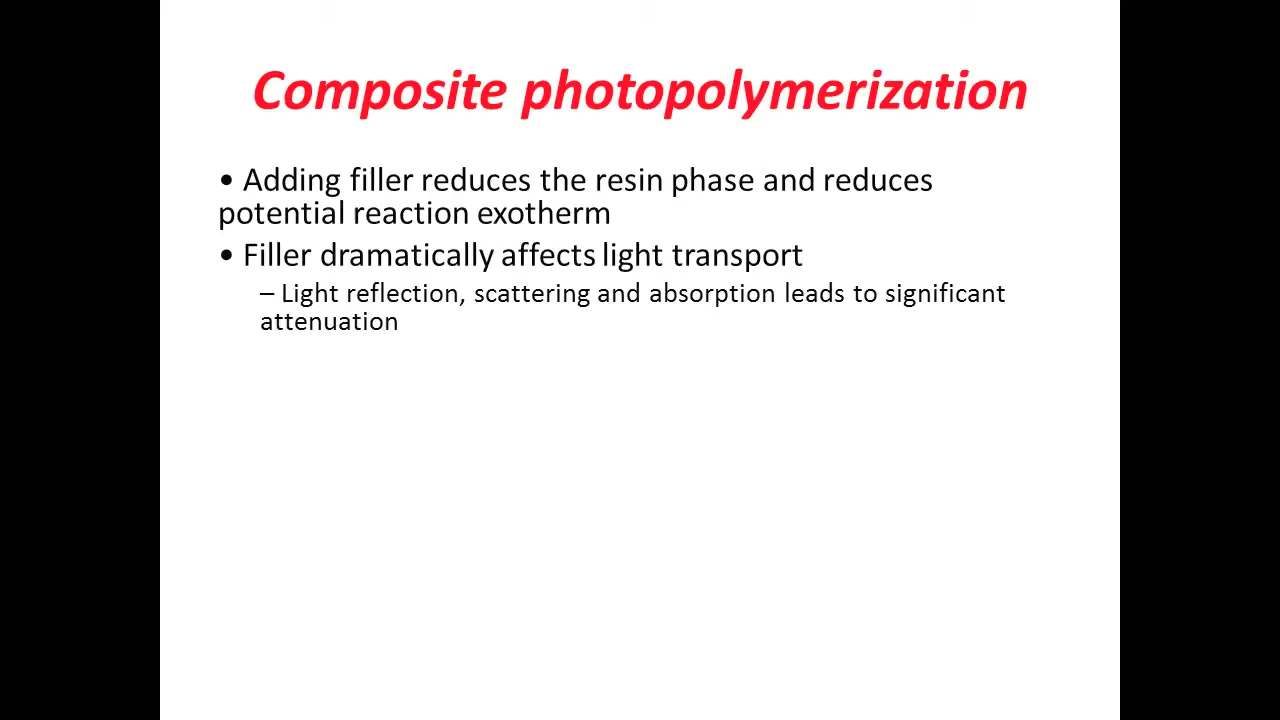 Composite photopolymerization
• Adding filler reduces the resin phase and reduces
potential reaction exotherm
• Filler dramatically affects light transport
– Light reflection, scattering and absorption leads to significant
attenuation